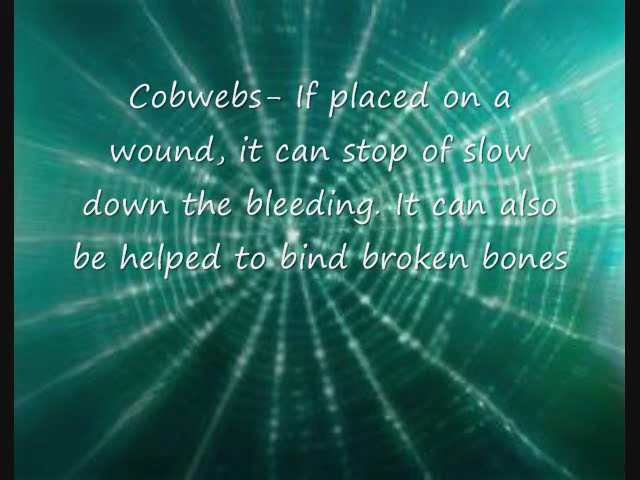 Cobwebs- If placed on a
wound, it can stop of slow
down the bleeding. It can also
be helped to bind broken bones